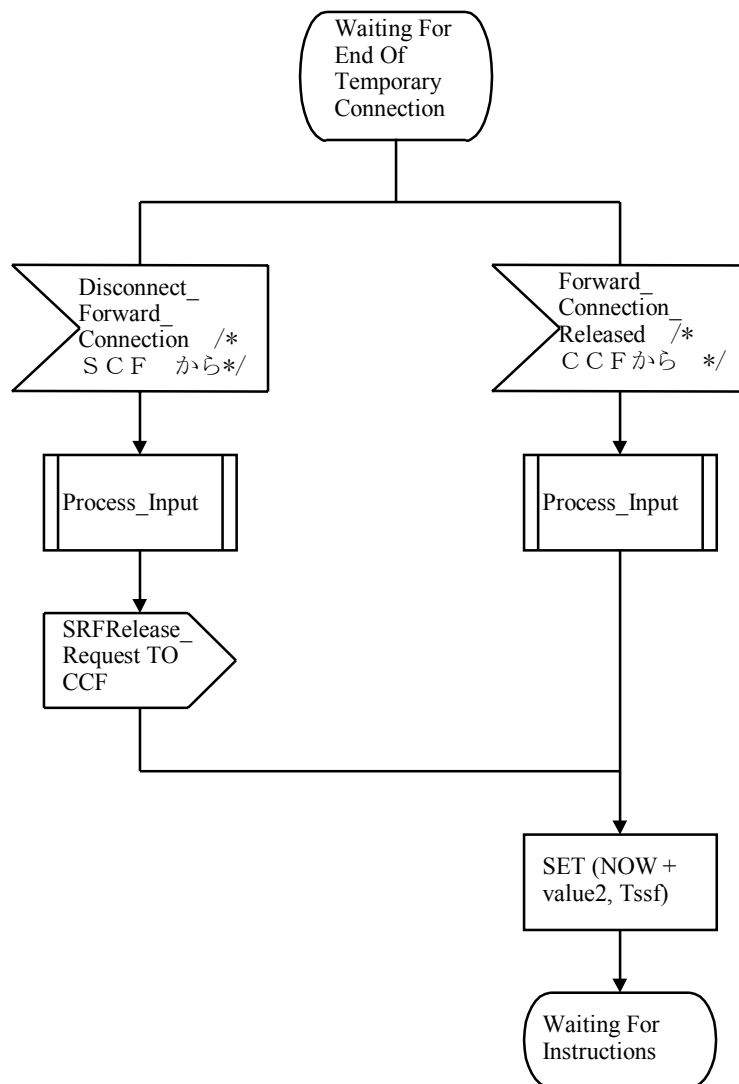 Waiting For
End Of
Temporary
Connection
Disconnect_
Forward_
Connection /*
ＳＣＦ から*/
Forward_
Connection_
Released /*
ＣＣＦから */
Process_Input
Process_Input
SRFRelease_
Request TO
CCF
SET (NOW +
value2, Tssf)
Waiting For
Instructions